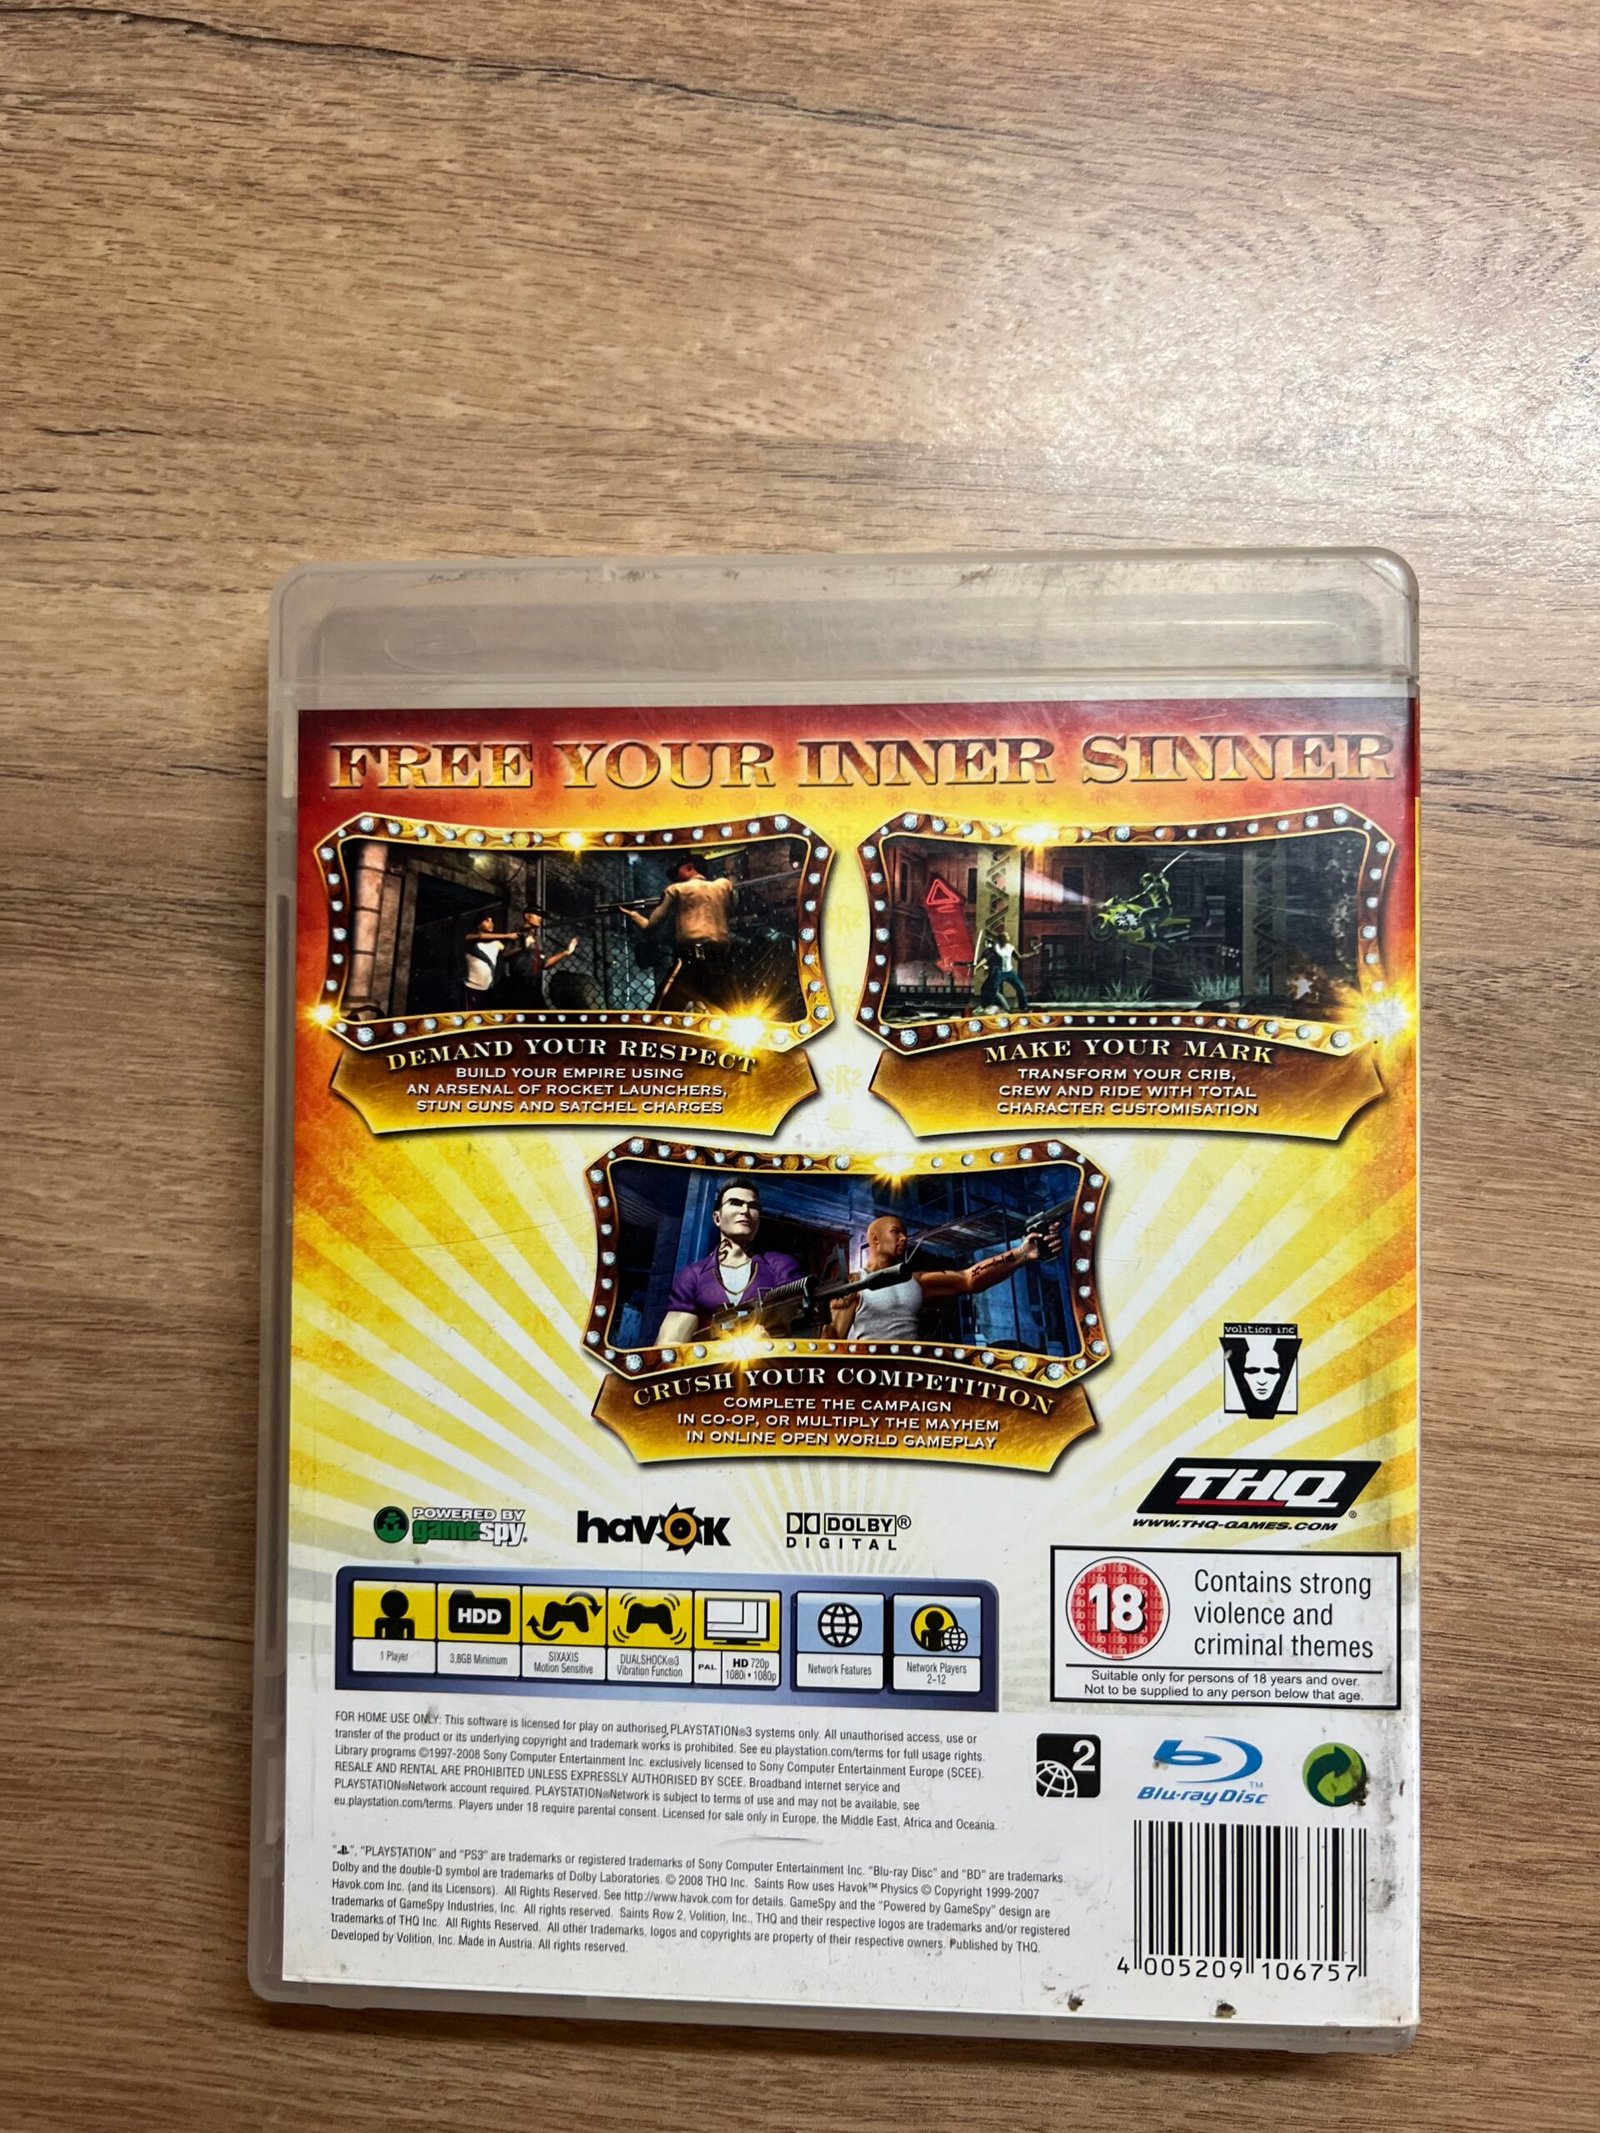 FREE YOUR INNER SINNER
DEMAND YOUR RESPECT
BUILD YOUR EMPIRE USING
AN ARSENAL OF ROCKET LAUNCHERS,
STUN GUNS AND SATCHEL CHARGES
MAKE YOUR MARK
TRANSFORM YOUR CRIB,
CREW AND RIDE WITH TOTAL
CHARACTER CUSTOMISATION
CRUSH YOUR COMPETITION
COMPLETE THE CAMPAIGN
IN CO-OP, OR MULTIPLY THE MAYHEM
IN ONLINE OPEN WORLD GAMEPLAY
volition inc
THQ®
WWW.THQ-GAMES.COM
POWERED BY
gamespy.
havok
DOLBY®
DIGITAL
1 Player
HDD
3,8GB Minimum
SIXAXIS
Motion Sensitive
DUALSHOCK®3
Vibration Function
PAL
HD 720p
1080i • 1080p
Network Features
Network Players
2-12
18
Contains strong
violence and
criminal themes
Suitable only for persons of 18 years and over.
Not to be supplied to any person below that age.
FOR HOME USE ONLY: This software is licensed for play on authorised PLAYSTATION®3 systems only. All unauthorised access, use or
transfer of the product or its underlying copyright and trademark works is prohibited. See eu.playstation.com/terms for full usage rights.
Library programs ©1997-2008 Sony Computer Entertainment Inc. exclusively licensed to Sony Computer Entertainment Europe (SCEE).
RESALE AND RENTAL ARE PROHIBITED UNLESS EXPRESSLY AUTHORISED BY SCEE. Broadband internet service and
PLAYSTATION®Network account required. PLAYSTATION®Network is subject to terms of use and may not be available, see
eu.playstation.com/terms. Players under 18 require parental consent. Licensed for sale only in Europe, the Middle East, Africa and Oceania.
2
Blu-ray Disc™
"", "PLAYSTATION" and "PS3" are trademarks or registered trademarks of Sony Computer Entertainment Inc. "Blu-ray Disc" and "BD" are trademarks.
Dolby and the double-D symbol are trademarks of Dolby Laboratories. © 2008 THQ Inc. Saints Row uses Havok™ Physics © Copyright 1999-2007
Havok.com Inc. (and its Licensors). All Rights Reserved. See http://www.havok.com for details. GameSpy and the "Powered by GameSpy" design are
trademarks of GameSpy Industries, Inc. All rights reserved. Saints Row 2, Volition, Inc., THQ and their respective logos are trademarks and/or registered
trademarks of THQ Inc. All Rights Reserved. All other trademarks, logos and copyrights are property of their respective owners. Published by THQ.
Developed by Volition, Inc. Made in Austria. All rights reserved.
4 005209 106757